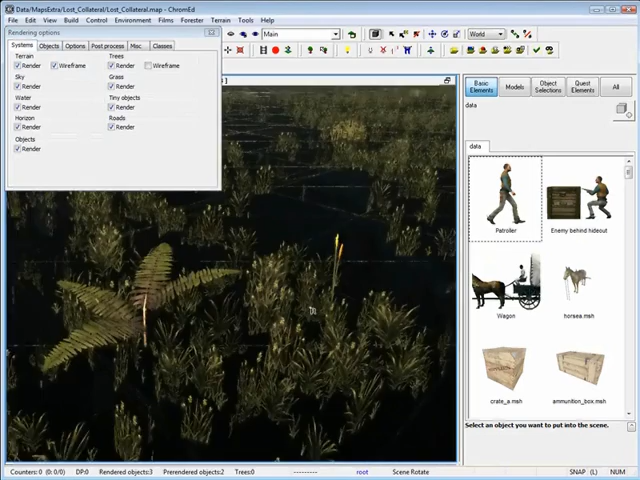 Data/MapsExtra/Lost_Collateral/Lost_Collateral.map - ChromEd
File Edit View Build Control Environment Films Forester Terrain Tools Help
Rendering options
Main
World
Systems Objects Options Post process Misc. Classes
Terrain Trees
Render Wireframe Render Wireframe
Sky Grass
Render Render
Water Tiny objects
Render Render
Horizon Roads
Render Render
Objects
Render
Basic Elements Models Object Selections Quest Elements All
data
data
Patroller Enemy behind hideout
Wagon horsea.msh
crate_a.msh ammunition_box.msh
Select an object you want to put into the scene.
Counters: 0 (0: 0/0) DP:0 Rendered objects:3 Prerendered objects:2 Trees:0 --------- root Scene Rotate SNAP (L) NUM